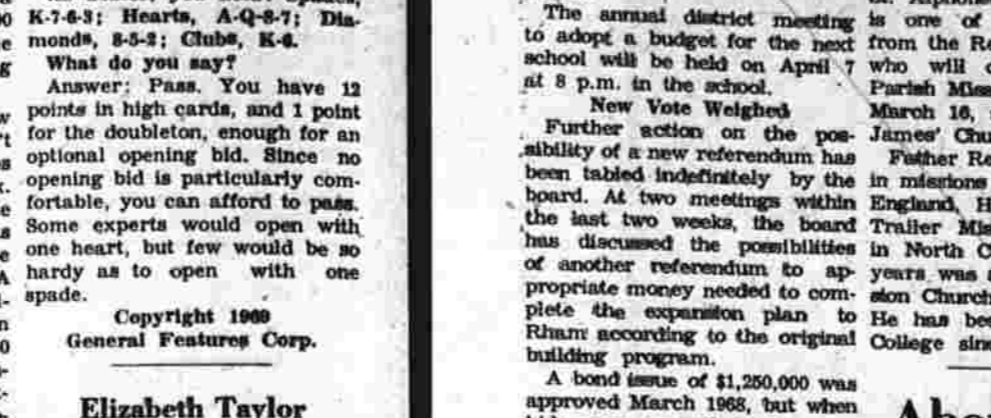 K-7-6-3; Hearts, A-Q-8-7; Dia-
monds, 8-5-2; Clubs, K-6.
What do you say?
Answer: Pass. You have 12
points in high cards, and 1 point
for the doubleton, enough for an
optional opening bid. Since no
opening bid is particularly com-
fortable, you can afford to pass.
Some experts would open with
one heart, but few would be so
hardy as to open with one
spade.
Copyright 1969
General Features Corp.
Elizabeth Taylor
The annual district meeting
to adopt a budget for the next
school will be held on April 7
at 8 p.m. in the school.
New Vote Weighed
Further action on the pos-
sibility of a new referendum has
been tabled indefinitely by the
board. At two meetings within
the last two weeks, the board
has discussed the possibilities
of another referendum to ap-
propriate money needed to com-
plete the expansion plan to
Rham according to the original
building program.
A bond issue of $1,250,000 was
approved March 1968, but when
is one of
from the
who will
Parish
March 16,
James'
Father
in missions
England,
Trailer
in North
years was
sion Church
He has
College